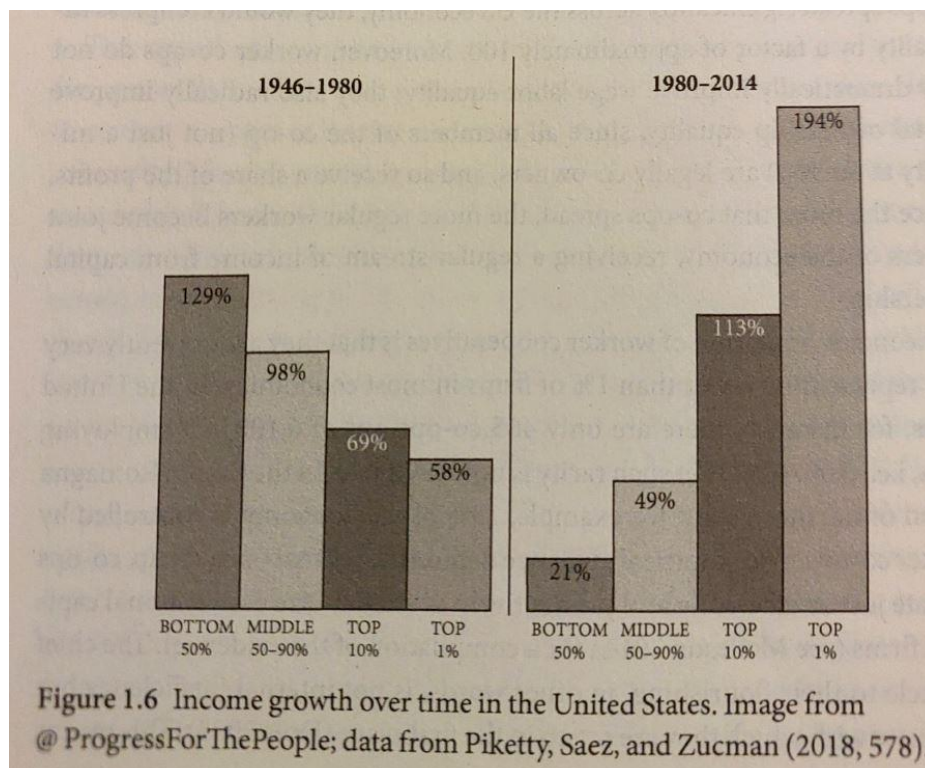 1946–1980
1980–2014
129%
98%
69%
58%
21%
49%
113%
194%
BOTTOM MIDDLE TOP TOP
50% 50–90% 10% 1%
BOTTOM MIDDLE TOP TOP
50% 50–90% 10% 1%
Figure 1.6 Income growth over time in the United States. Image from
@ ProgressForThePeople; data from Piketty, Saez, and Zucman (2018, 578)